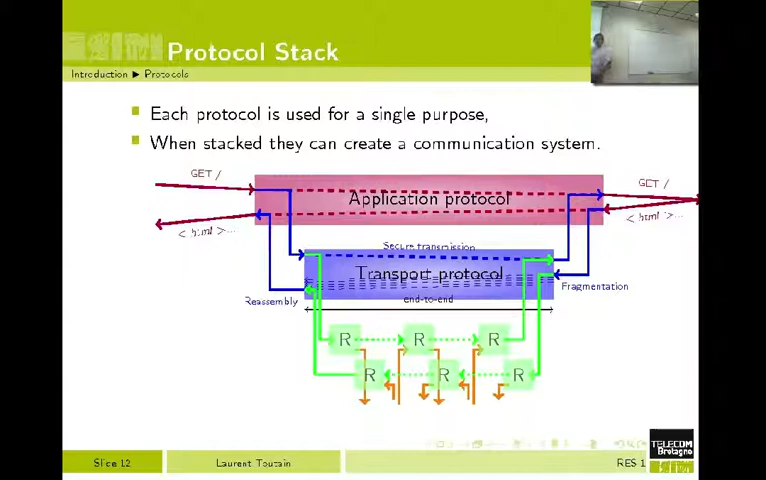 Protocol Stack
Introduction ▶ Protocols
Each protocol is used for a single purpose,
When stacked they can create a communication system.
GET /
GET /
Application protocol
< html >...
< html >...
Secure transmission
Transport protocol
Fragmentation
Reassembly
end-to-end
R R R
R R R
TELECOM
Bretagne
Slide 12
Laurent Toutain
RES 1